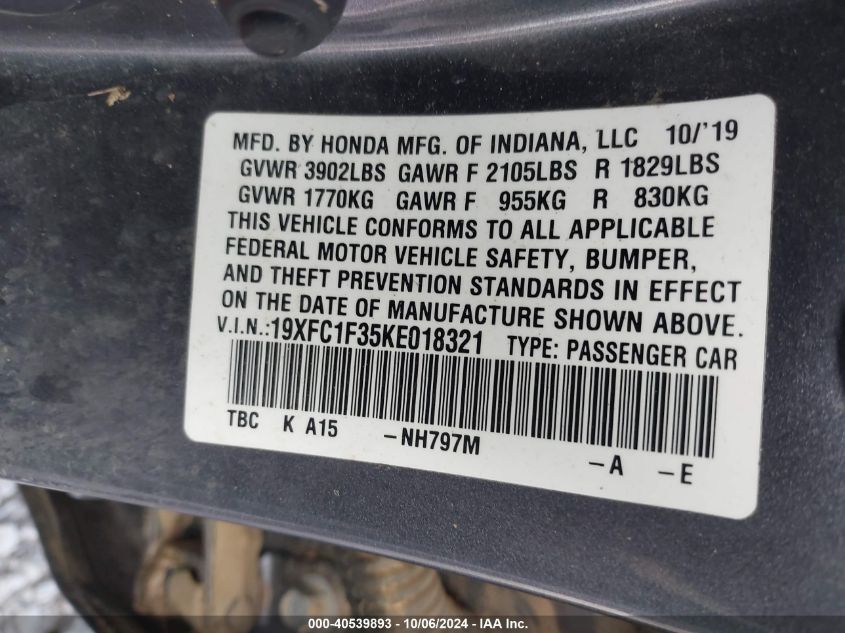 MFD. BY HONDA MFG. OF INDIANA, LLC 10/'19
GVWR 3902LBS GAWR F 2105LBS R 1829LBS
GVWR 1770KG GAWR F 955KG R 830KG
THIS VEHICLE CONFORMS TO ALL APPLICABLE
FEDERAL MOTOR VEHICLE SAFETY, BUMPER,
AND THEFT PREVENTION STANDARDS IN EFFECT
ON THE DATE OF MANUFACTURE SHOWN ABOVE.
V.I.N.:19XFC1F35KE018321 TYPE: PASSENGER CAR
TBC K A15 -NH797M -A -E
000-40539893 - 10/06/2024 - IAA Inc.